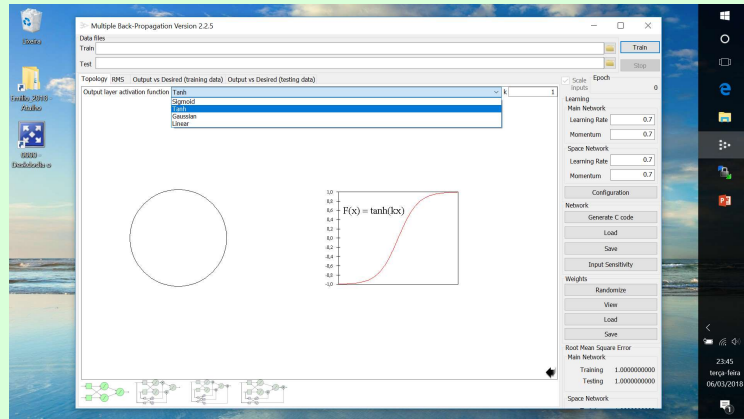 Multiple Back-Propagation Version 2.2.5
Data files
Train
Train
Test
Stop
Topology RMS Output vs Desired (training data) Output vs Desired (testing data)
Output layer activation function Tanh k 1
Sigmoid
Tanh
Gaussian
Linear
1,0
0,8
0,6
0,4
0,2
0,0
-0,2
-0,4
-0,6
-0,8
-1,0
F(x) = tanh(kx)
Scale inputs
Epoch
0
Learning
Main Network
Learning Rate 0.7
Momentum 0.7
Space Network
Learning Rate 0.7
Momentum 0.7
Configuration
Network
Generate C code
Load
Save
Input Sensitivity
Weights
Randomize
View
Load
Save
Root Mean Square Error
Main Network
Training 1.0000000000
Testing 1.0000000000
Space Network
Lixeira
23:45
terça-feira
06/03/2018